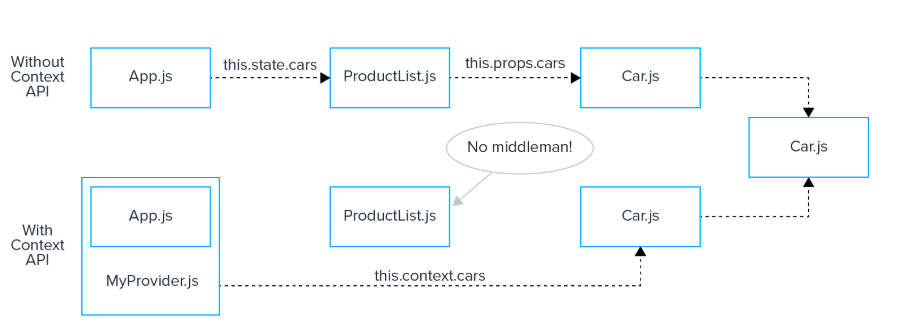 Without
Context
API
App.js
this.state.cars
ProductList.js
this.props.cars
Car.js
Car.js
No middleman!
With
Context
API
App.js
MyProvider.js
ProductList.js
Car.js
this.context.cars